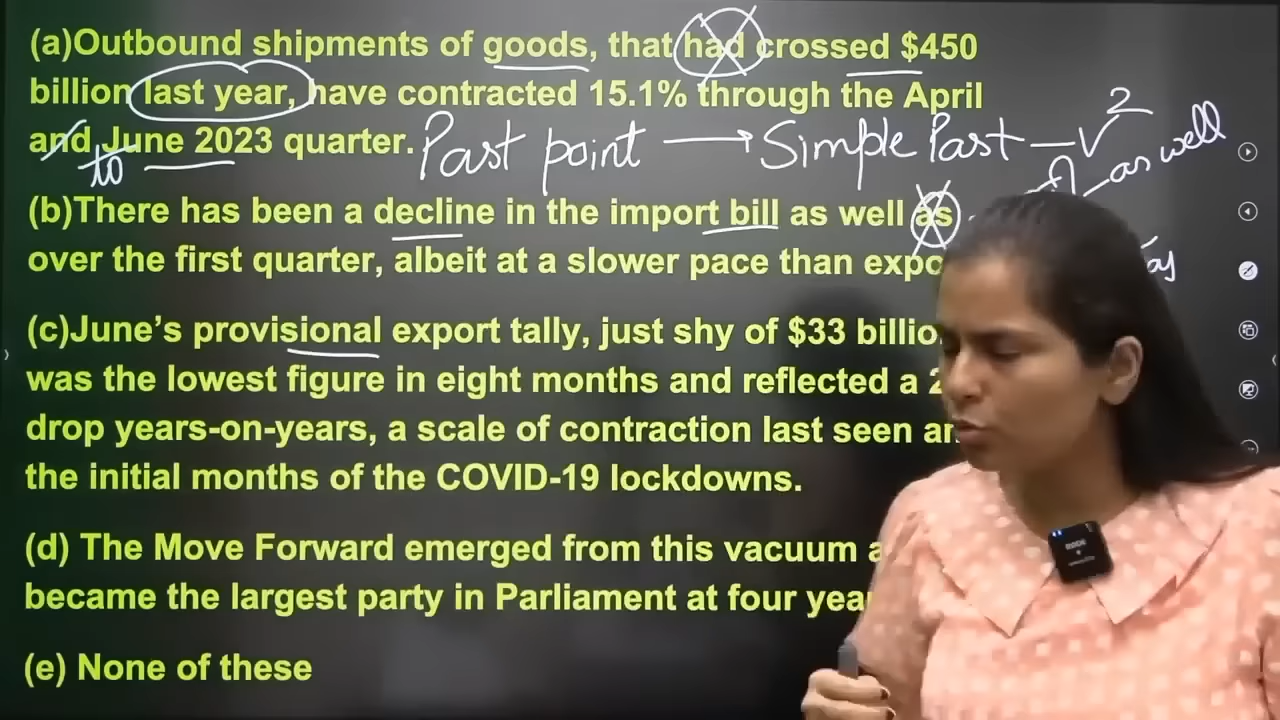 (a)Outbound shipments of goods, that had crossed $450
billion last year, have contracted 15.1% through the April
and June 2023 quarter. Past point → Simple Past – V2
to
as well
(b)There has been a decline in the import bill as well as
over the first quarter, albeit at a slower pace than expo
(c)June’s provisional export tally, just shy of $33 billio
was the lowest figure in eight months and reflected a 2
drop years-on-years, a scale of contraction last seen
the initial months of the COVID-19 lockdowns.
(d) The Move Forward emerged from this vacuum
became the largest party in Parliament at four
(e) None of these